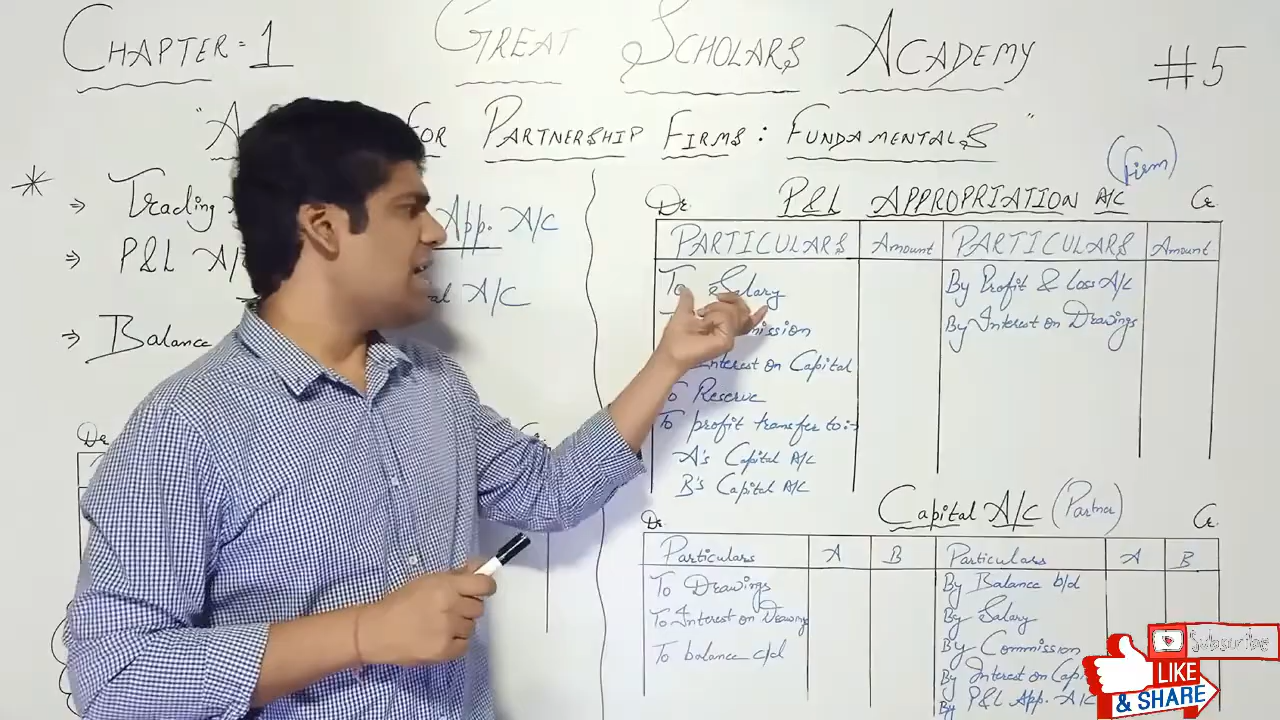 CHAPTER = 1
GREAT SCHOLARS ACADEMY
#5
FOR PARTNERSHIP FIRMS : FUNDAMENTALS"
* ⇒ Trading
App. A/C
⇒ P&L A/
A/C
⇒ Balance
Dr.
(Firm)
Dr. P&L APPROPRIATION A/C Cr.
PARTICULARS Amount PARTICULARS Amount
To Salary
Interest on Capital
To Reserve
To profit transfer to:-
A's Capital A/C
B's Capital A/C
By Profit & Loss A/C
By Interest on Drawings
Dr. Capital A/C (Partner) Cr.
Particulars A B Particulars A B
To Drawings
To Interest on Drawings
To balance c/d
By Balance b/d
By Salary
By Commission
By Interest on Capi
By P&L App. A/C
Subscribe
LIKE
& SHARE